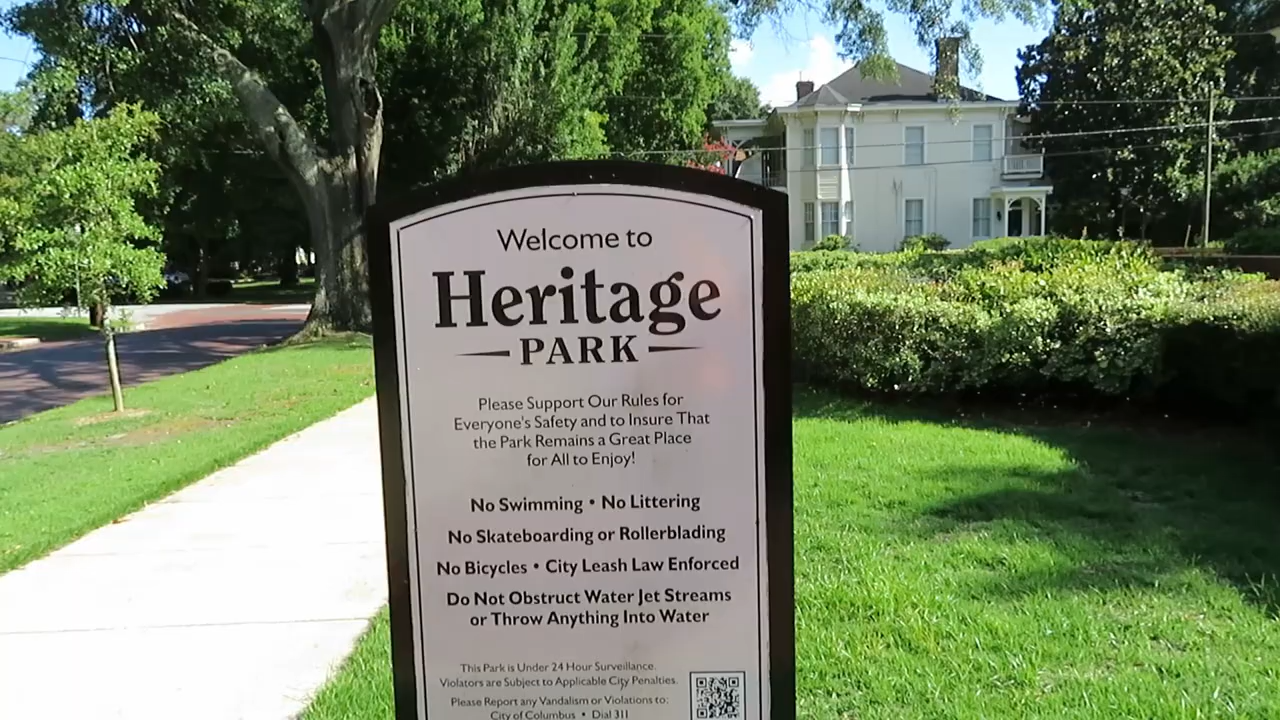 Welcome to
Heritage
PARK
Please Support Our Rules for
Everyone's Safety and to Insure That
the Park Remains a Great Place
for All to Enjoy!
No Swimming • No Littering
No Skateboarding or Rollerblading
No Bicycles • City Leash Law Enforced
Do Not Obstruct Water Jet Streams
or Throw Anything Into Water
This Park is Under 24 Hour Surveillance.
Violators are Subject to Applicable City Penalties.
Please Report any Vandalism or Violations to:
City of Columbus • Dial 311